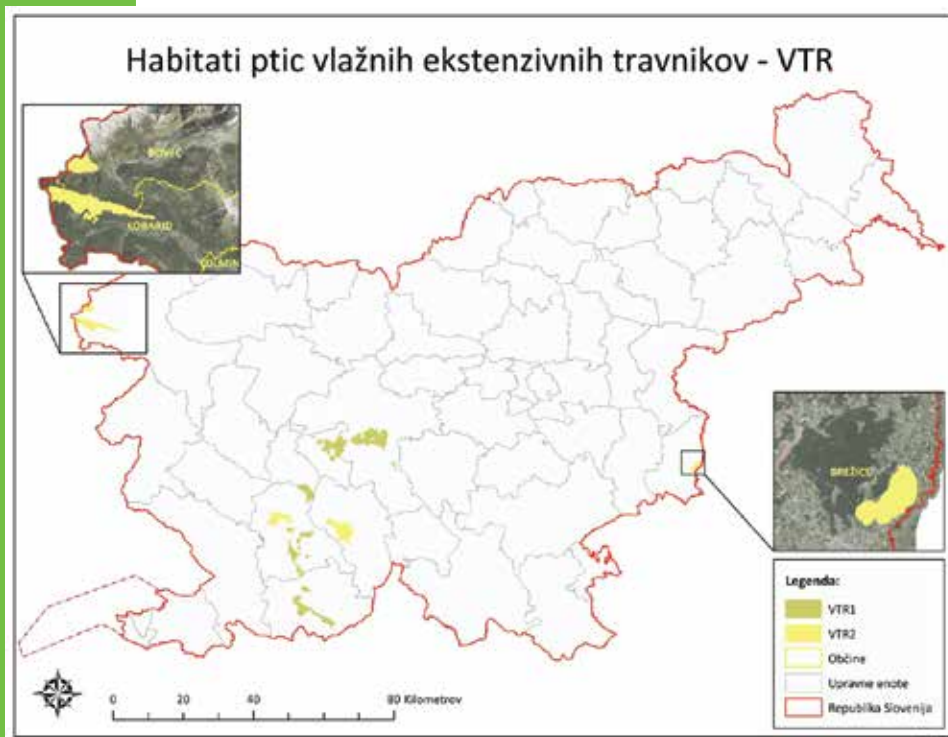 Habitati ptic vlažnih ekstenzivnih travnikov - VTR
BOVEC
KOBARID
TOLMIN
BREŽICE
Legenda:
VTR1
VTR2
Občine
Upravne enote
Republika Slovenija
0 20 40 80 Kilometrov